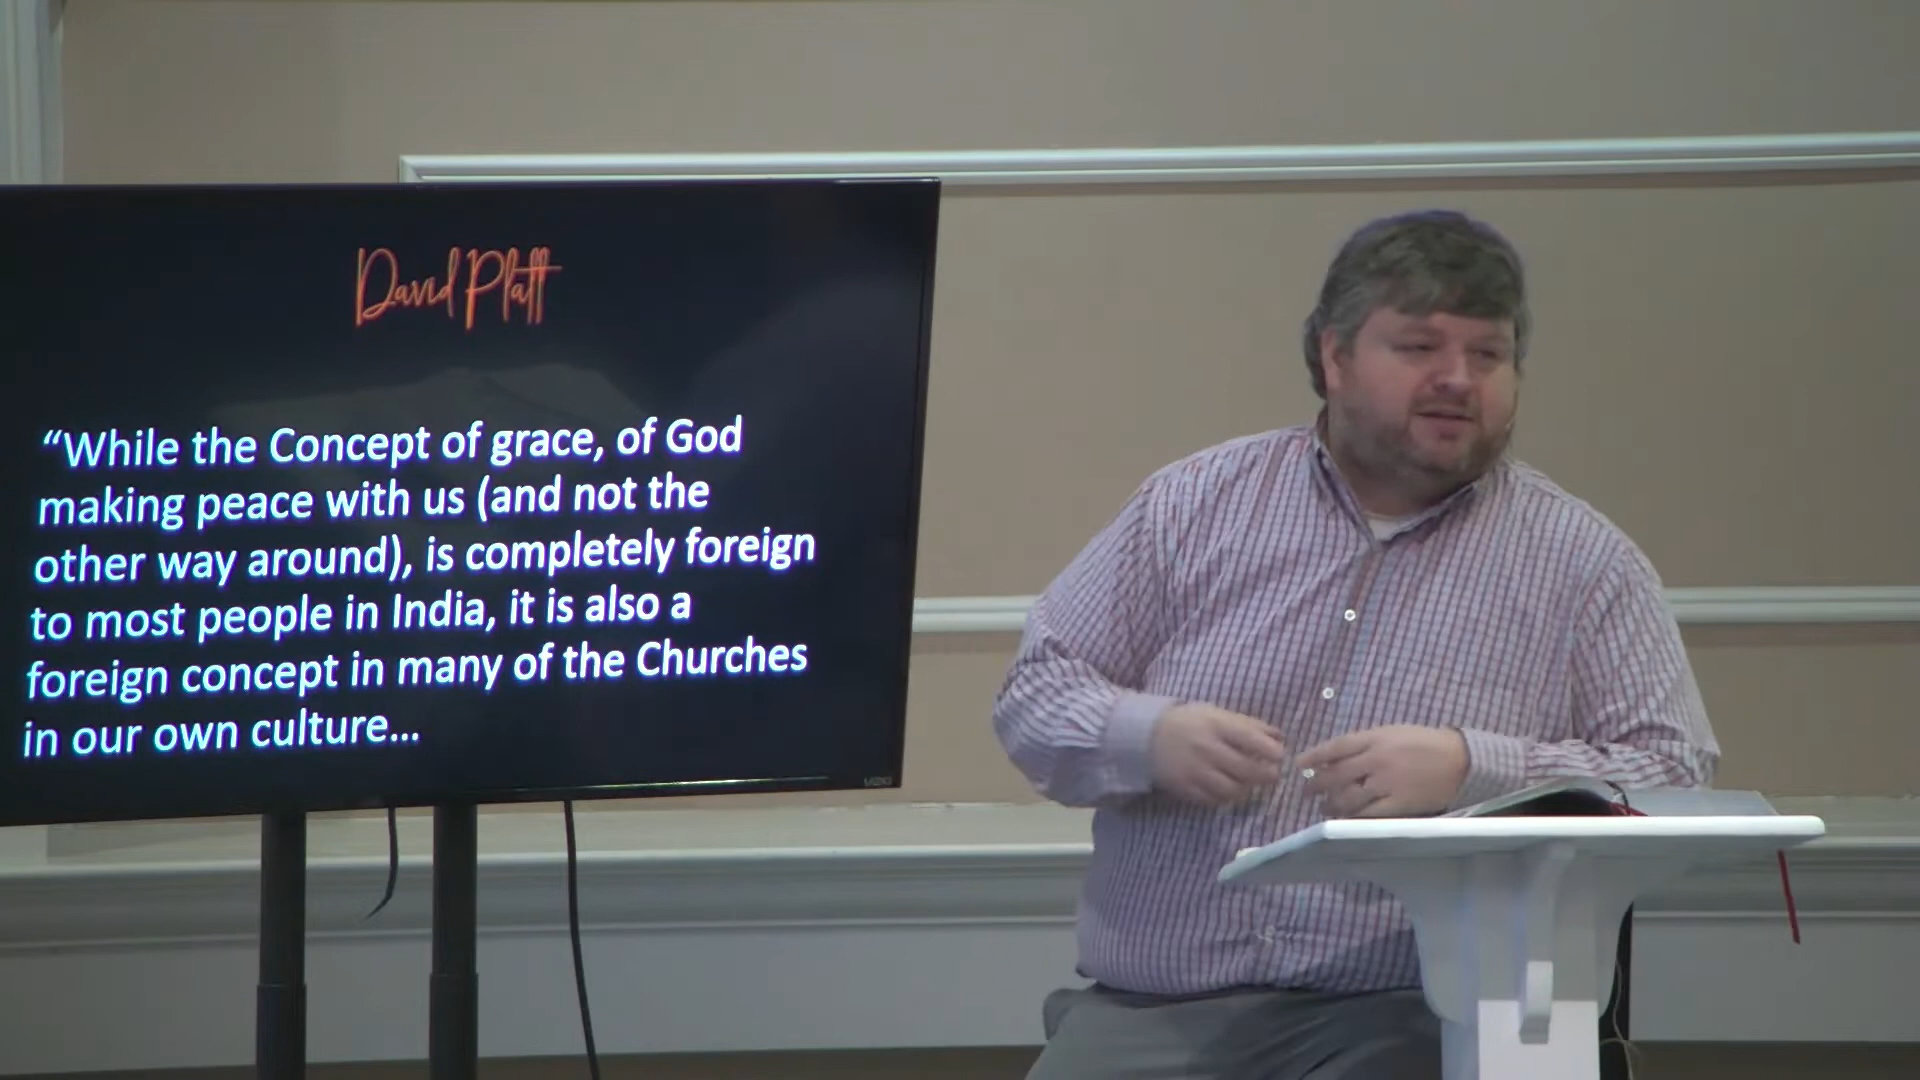 David Platt
“While the Concept of grace, of God
making peace with us (and not the
other way around), is completely foreign
to most people in India, it is also a
foreign concept in many of the Churches
in our own culture...
VIZIO